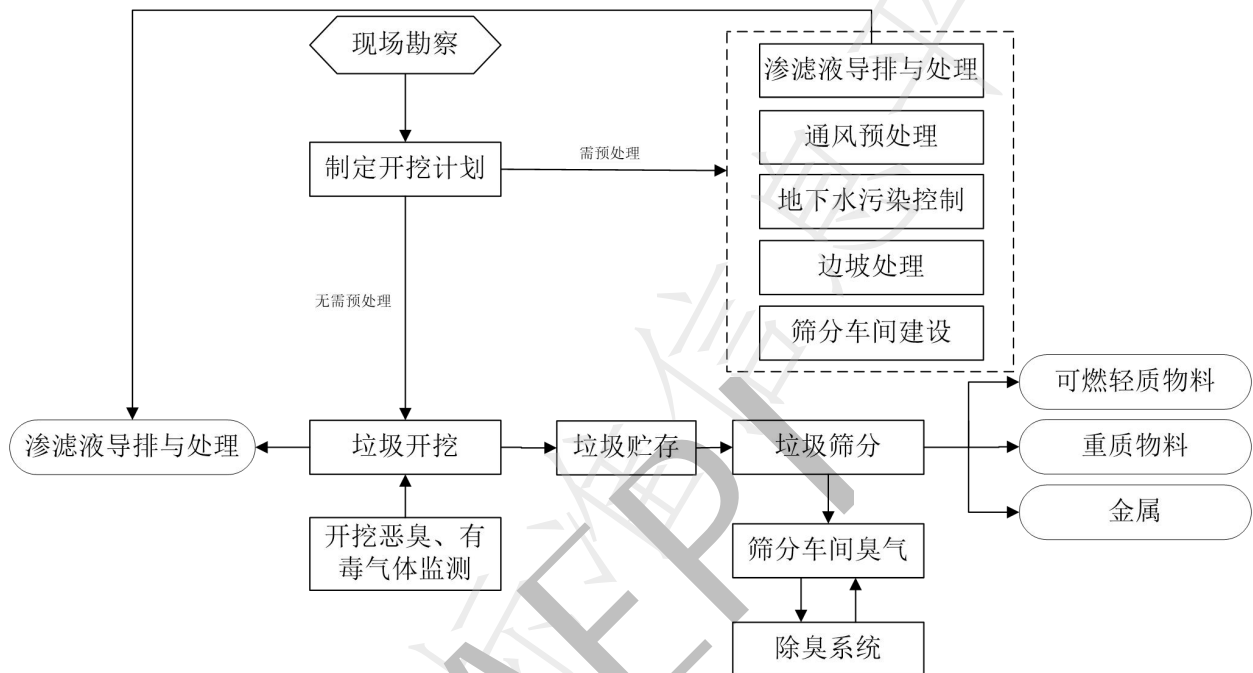 现场勘察
渗滤液导排与处理
通风预处理
制定开挖计划
需预处理
地下水污染控制
边坡处理
无需预处理
筛分车间建设
可燃轻质物料
渗滤液导排与处理
垃圾开挖
垃圾贮存
垃圾筛分
重质物料
金属
开挖恶臭、有
毒气体监测
筛分车间臭气
除臭系统